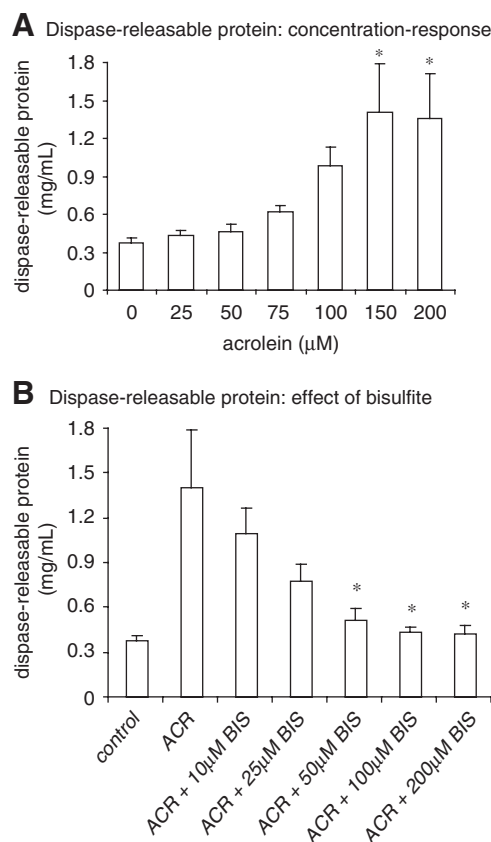 A Dispase-releasable protein: concentration-response
dispase-releasable protein
(mg/mL)
1.8
1.5
1.2
0.9
0.6
0.3
0
* *
0 25 50 75 100 150 200
acrolein (μM)
B Dispase-releasable protein: effect of bisulfite
dispase-releasable protein
(mg/mL)
1.8
1.5
1.2
0.9
0.6
0.3
0
* * *
control
ACR
ACR + 10μM BIS
ACR + 25μM BIS
ACR + 50μM BIS
ACR + 100μM BIS
ACR + 200μM BIS